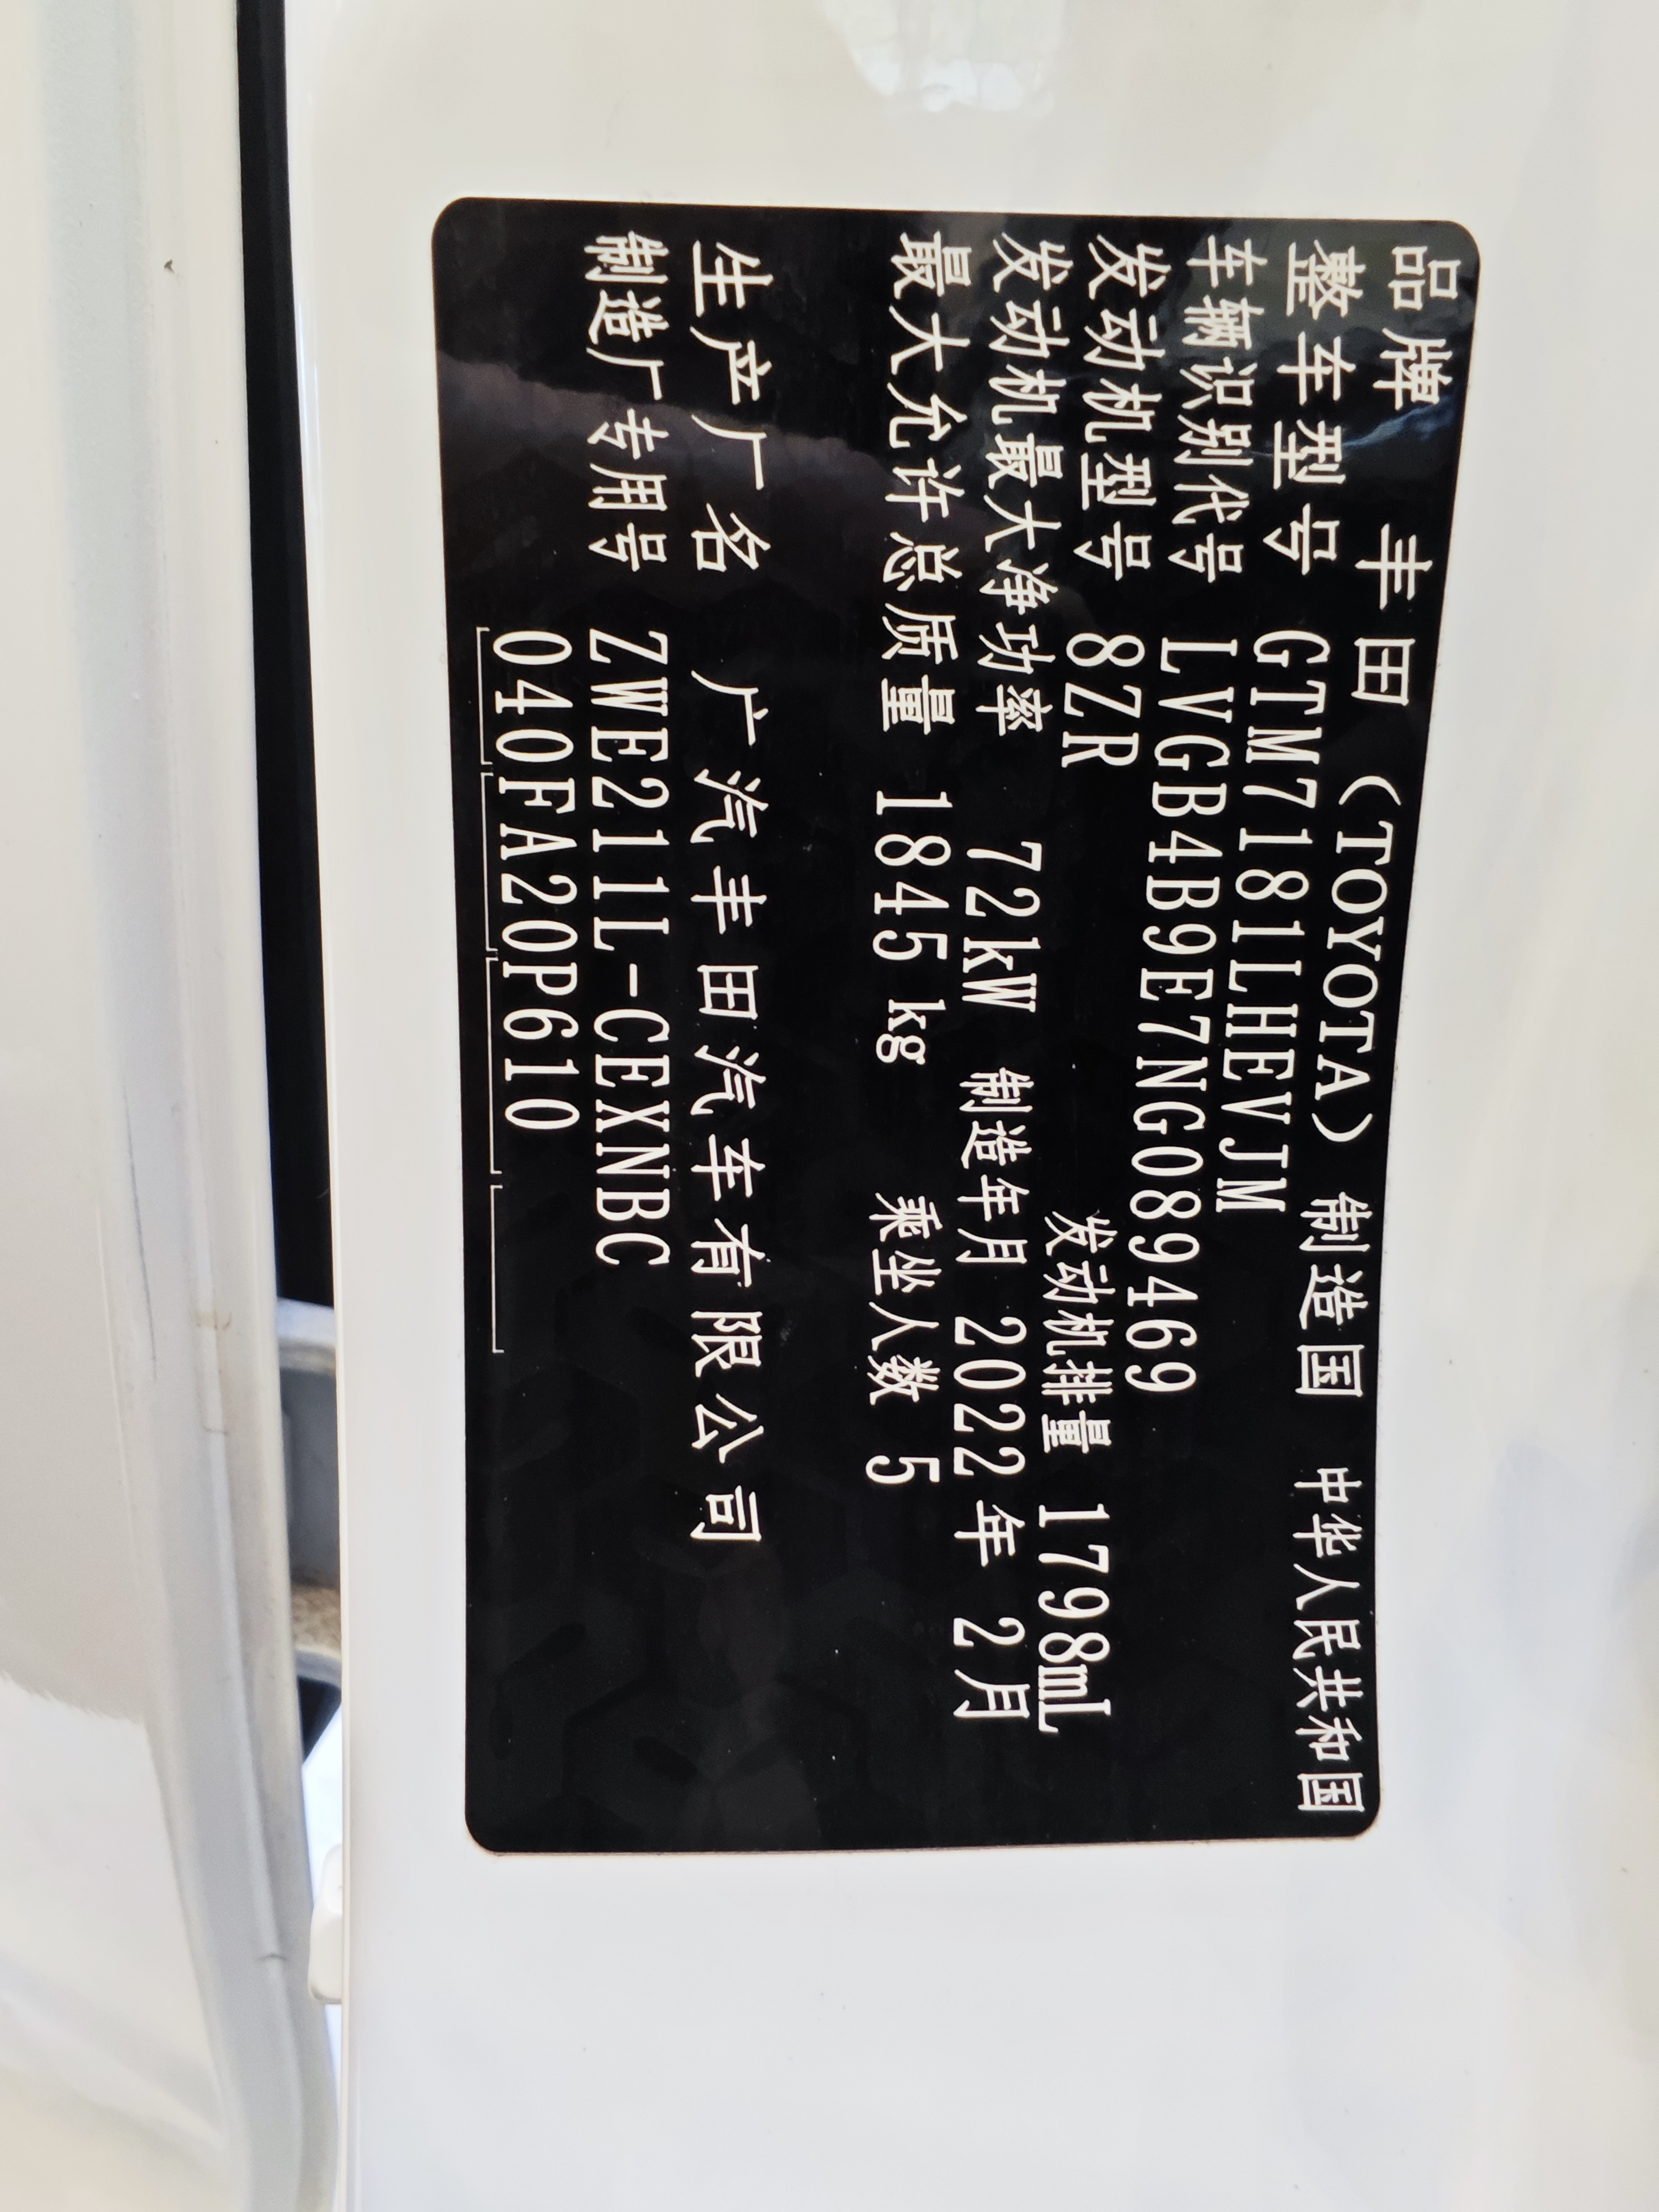 品牌 丰田 （TOYOTA） 制造国 中华人民共和国
整车型号 GTM7181LHEVJM
车辆识别代号 LVGB4B9E7NG089469
发动机型号 8ZR 发动机排量 1798mL
发动机最大净功率 72kW 制造年月 2022年 2月
最大允许总质量 1845kg 乘坐人数 5
生产厂名 广汽丰田汽车有限公司
制造厂专用号 ZWE211L-CEXNBC
040FA20P610